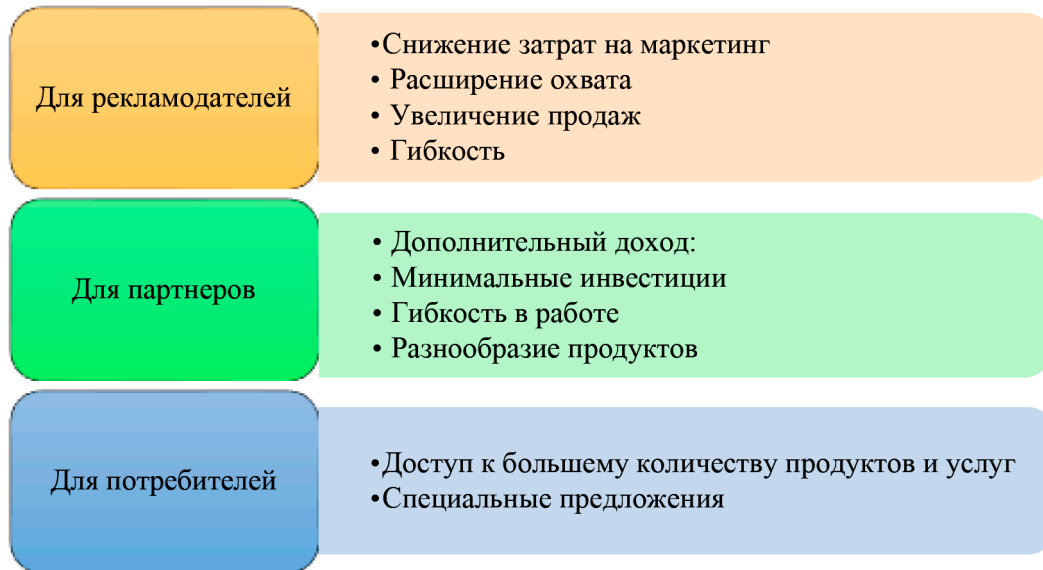 Для рекламодателей
•Снижение затрат на маркетинг
• Расширение охвата
• Увеличение продаж
• Гибкость
Для партнеров
• Дополнительный доход:
• Минимальные инвестиции
• Гибкость в работе
• Разнообразие продуктов
Для потребителей
•Доступ к большему количеству продуктов и услуг
•Специальные предложения